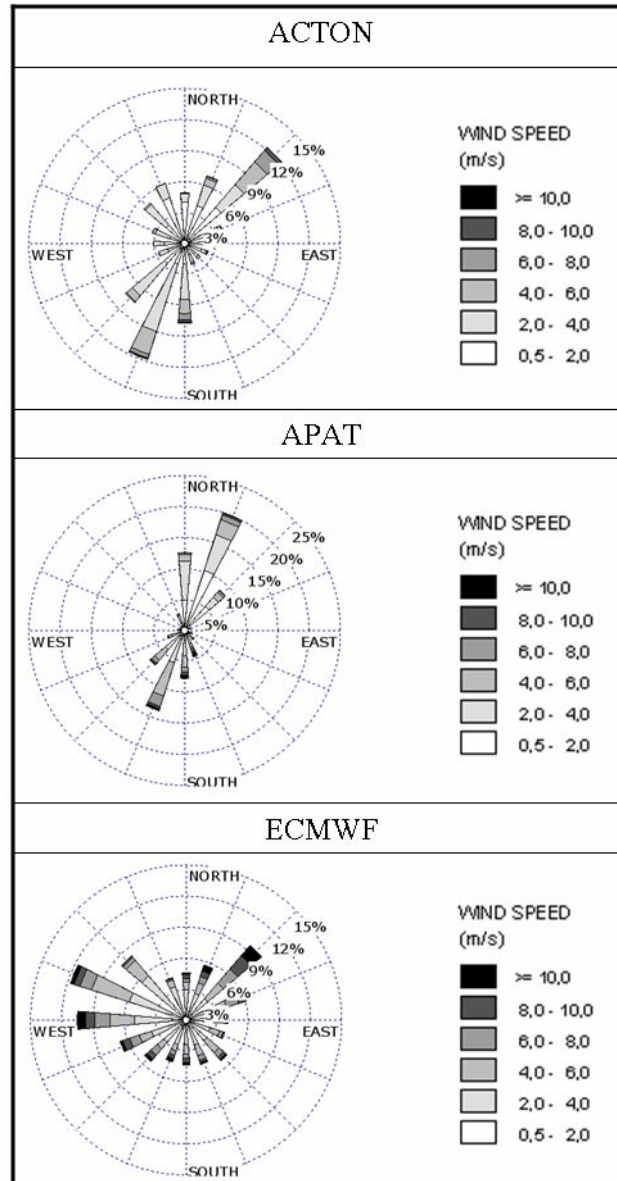 ACTON
NORTH
15%
12%
9%
6%
3%
WEST
EAST
SOUTH
WIND SPEED
(m/s)
>= 10,0
8,0 - 10,0
6,0 - 8,0
4,0 - 6,0
2,0 - 4,0
0,5 - 2,0
APAT
NORTH
25%
20%
15%
10%
5%
WEST
EAST
SOUTH
WIND SPEED
(m/s)
>= 10,0
8,0 - 10,0
6,0 - 8,0
4,0 - 6,0
2,0 - 4,0
0,5 - 2,0
ECMWF
NORTH
15%
12%
9%
6%
3%
WEST
EAST
SOUTH
WIND SPEED
(m/s)
>= 10,0
8,0 - 10,0
6,0 - 8,0
4,0 - 6,0
2,0 - 4,0
0,5 - 2,0